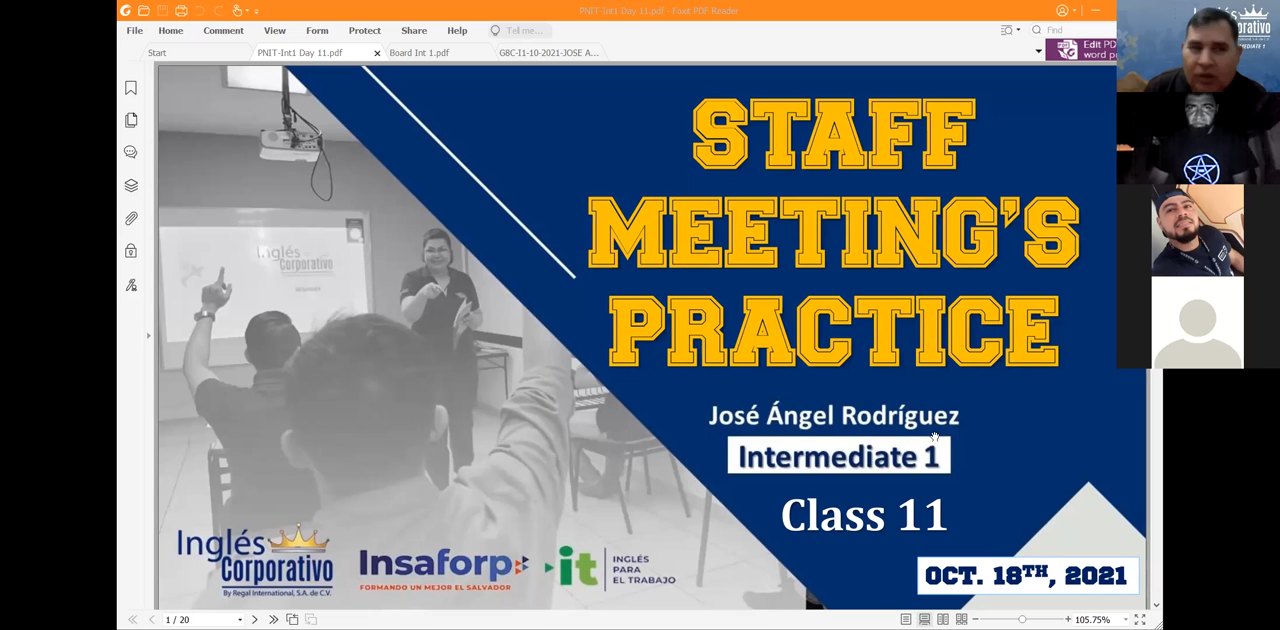 PNIT-Int1 Day 11.pdf - Foxit PDF Reader
File Home Comment View Form Protect Share Help Tell me... Find
Start PNIT-Int1 Day 11.pdf Board Int 1.pdf G8C-I1-10-2021-JOSE A...
Edit PD
word p
STAFF
MEETING'S
PRACTICE
José Ángel Rodríguez
Intermediate 1
Class 11
OCT. 18TH, 2021
Inglés
Corporativo
Inglés
Corporativo
By Regal International, S.A. de C.V.
Insaforp
FORMANDO UN MEJOR EL SALVADOR
it
INGLÉS
PARA
EL TRABAJO
1 / 20
105.75%